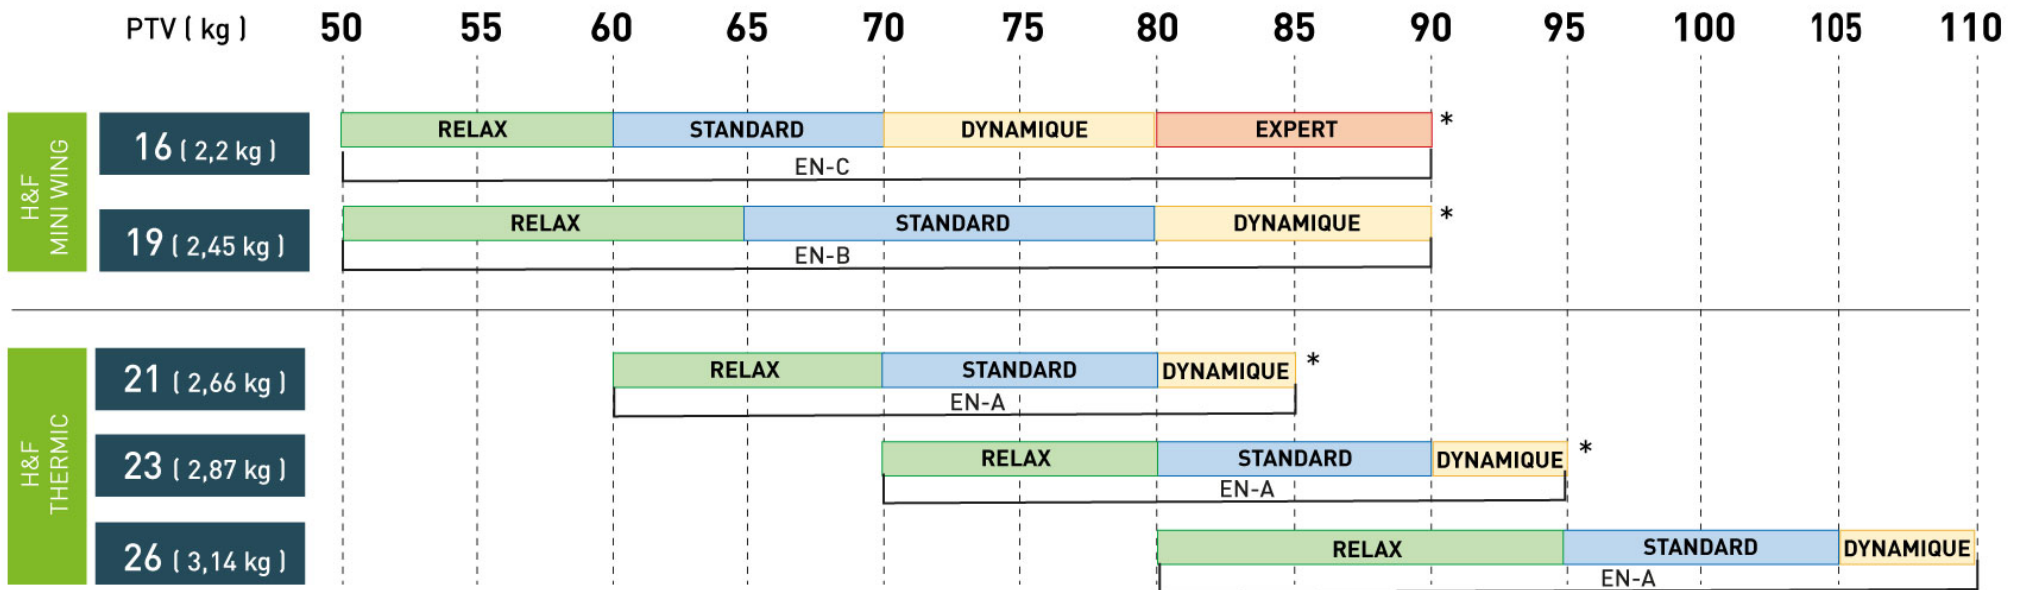 PTV ( kg ) 50 55 60 65 70 75 80 85 90 95 100 105 110
H&F
MINI WING
16 ( 2,2 kg )
RELAX STANDARD DYNAMIQUE EXPERT *
EN-C
19 ( 2,45 kg )
RELAX STANDARD DYNAMIQUE *
EN-B
H&F
THERMIC
21 ( 2,66 kg )
RELAX STANDARD DYNAMIQUE *
EN-A
23 ( 2,87 kg )
RELAX STANDARD DYNAMIQUE *
EN-A
26 ( 3,14 kg )
RELAX STANDARD DYNAMIQUE
EN-A